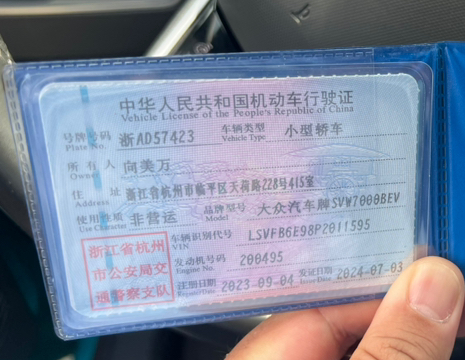 中华人民共和国机动车行驶证
Vehicle License of the People's Republic of China
号牌号码 浙AD57423 车辆类型 小型轿车
Plate No. Vehicle Type
所有人 向美万
Owner
住址 浙江省杭州市临平区天荷路228号415室
Address
使用性质 非营运 品牌型号 大众汽车牌SVW7000BEV
Use Character Model
浙江省杭州
市公安局交
通警察支队
车辆识别代号 LSVFB6E98P2011595
VIN
发动机号码 200495
Engine No.
注册日期 2023-09-04 发证日期 2024-07-03
Register Date Issue Date